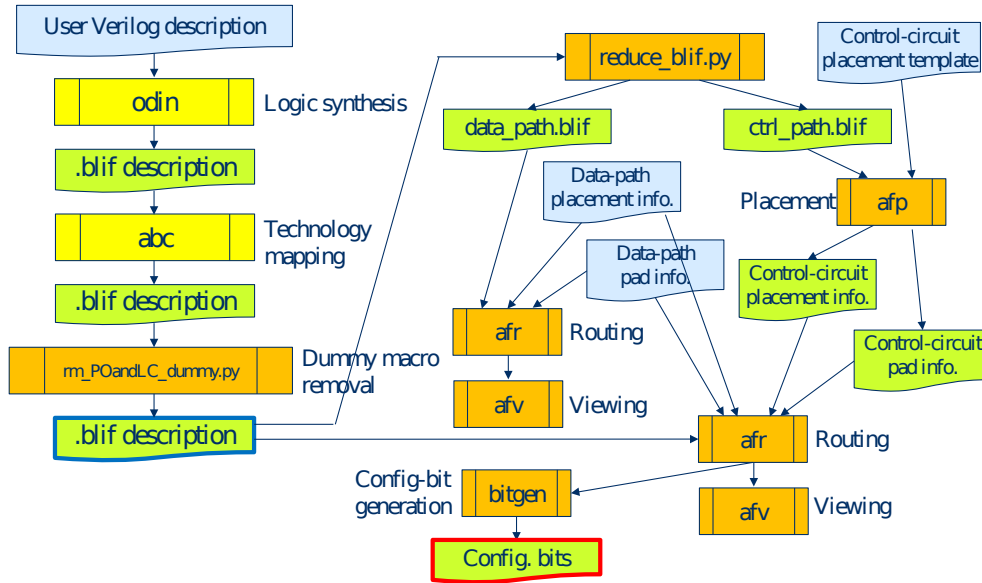 User Verilog description
odin
Logic synthesis
.blif description
abc
Technology
mapping
.blif description
rm_POandLC_dummy.py
Dummy macro
removal
.blif description
reduce_blif.py
Control-circuit
placement template
data_path.blif
ctrl_path.blif
Data-path
placement info.
Placement
afp
Data-path
pad info.
Control-circuit
placement info.
afr
Routing
Control-circuit
pad info.
afv
Viewing
afr
Routing
Config-bit
generation
bitgen
afv
Viewing
Config. bits